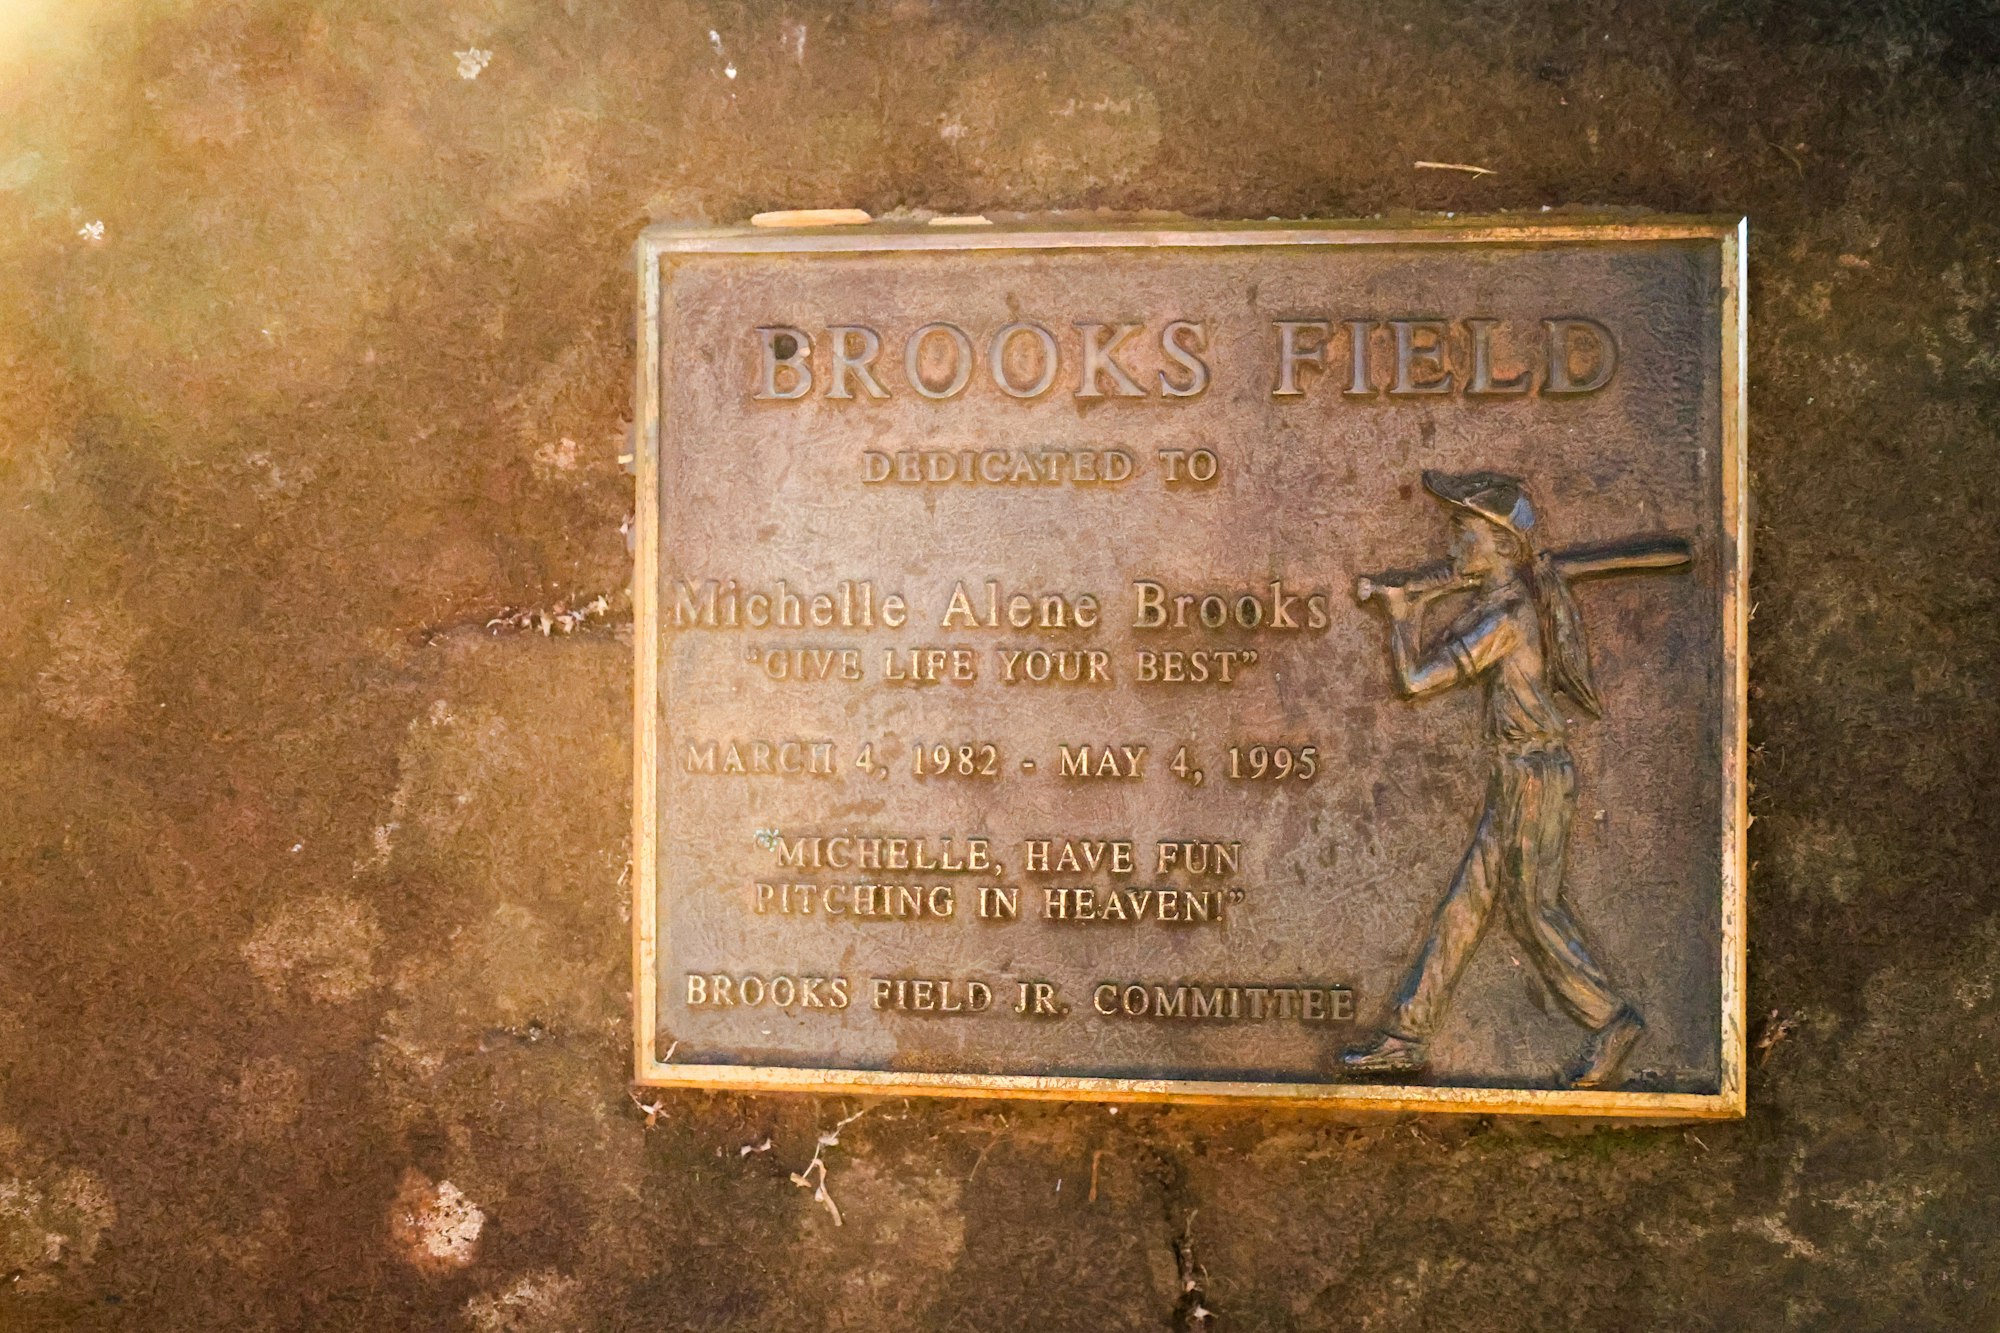 BROOKS FIELD
DEDICATED TO
Michelle Alene Brooks
"GIVE LIFE YOUR BEST"
MARCH 4, 1982 - MAY 4, 1995
"MICHELLE, HAVE FUN
PITCHING IN HEAVEN!"
BROOKS FIELD JR. COMMITTEE